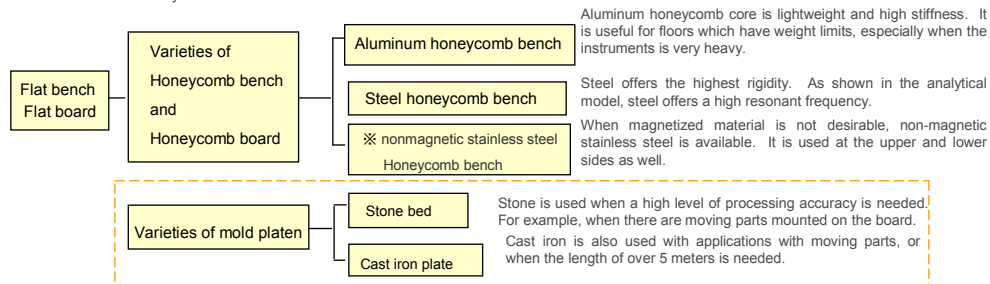 Aluminum honeycomb core is lightweight and high stiffness. It
is useful for floors which have weight limits, especially when the
instruments is very heavy.
Aluminum honeycomb bench
Varieties of
Honeycomb bench
and
Honeycomb board
Flat bench
Flat board
Steel honeycomb bench
Steel offers the highest rigidity. As shown in the analytical
model, steel offers a high resonant frequency.
※ nonmagnetic stainless steel
Honeycomb bench
When magnetized material is not desirable, non-magnetic
stainless steel is available. It is used at the upper and lower
sides as well.
Varieties of mold platen
Stone bed
Stone is used when a high level of processing accuracy is needed.
For example, when there are moving parts mounted on the board.
Cast iron plate
Cast iron is also used with applications with moving parts, or
when the length of over 5 meters is needed.